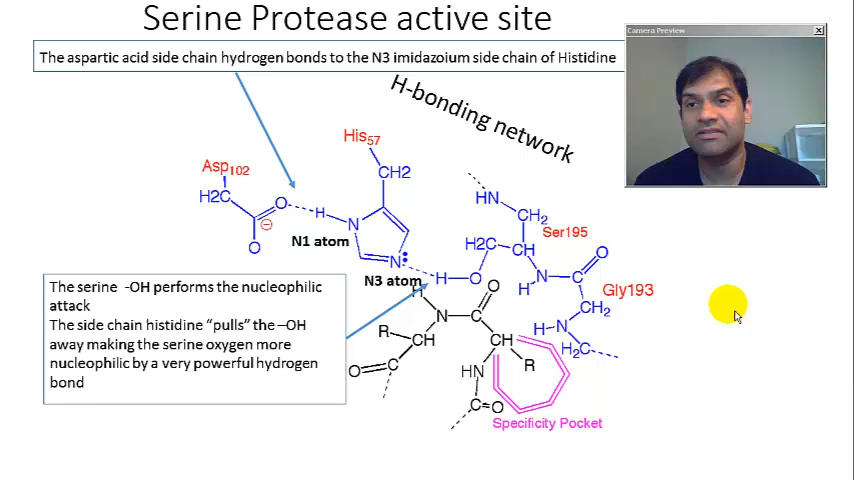 Serine Protease active site
Camera Preview
The aspartic acid side chain hydrogen bonds to the N3 imidazoium side chain of Histidine
H-bonding network
His57
Asp102
CH2
H2C
O
H
N
N1 atom
O
HN
CH2
Ser195
H2C
CH
O
N
N3 atom
H
O
H
N
Gly193
The serine -OH performs the nucleophilic
attack
The side chain histidine “pulls” the –OH
away making the serine oxygen more
nucleophilic by a very powerful hydrogen
bond
H
O
CH2
N
H-N
R
CH
CH
H2C
O
C
HN
R
C=O
Specificity Pocket